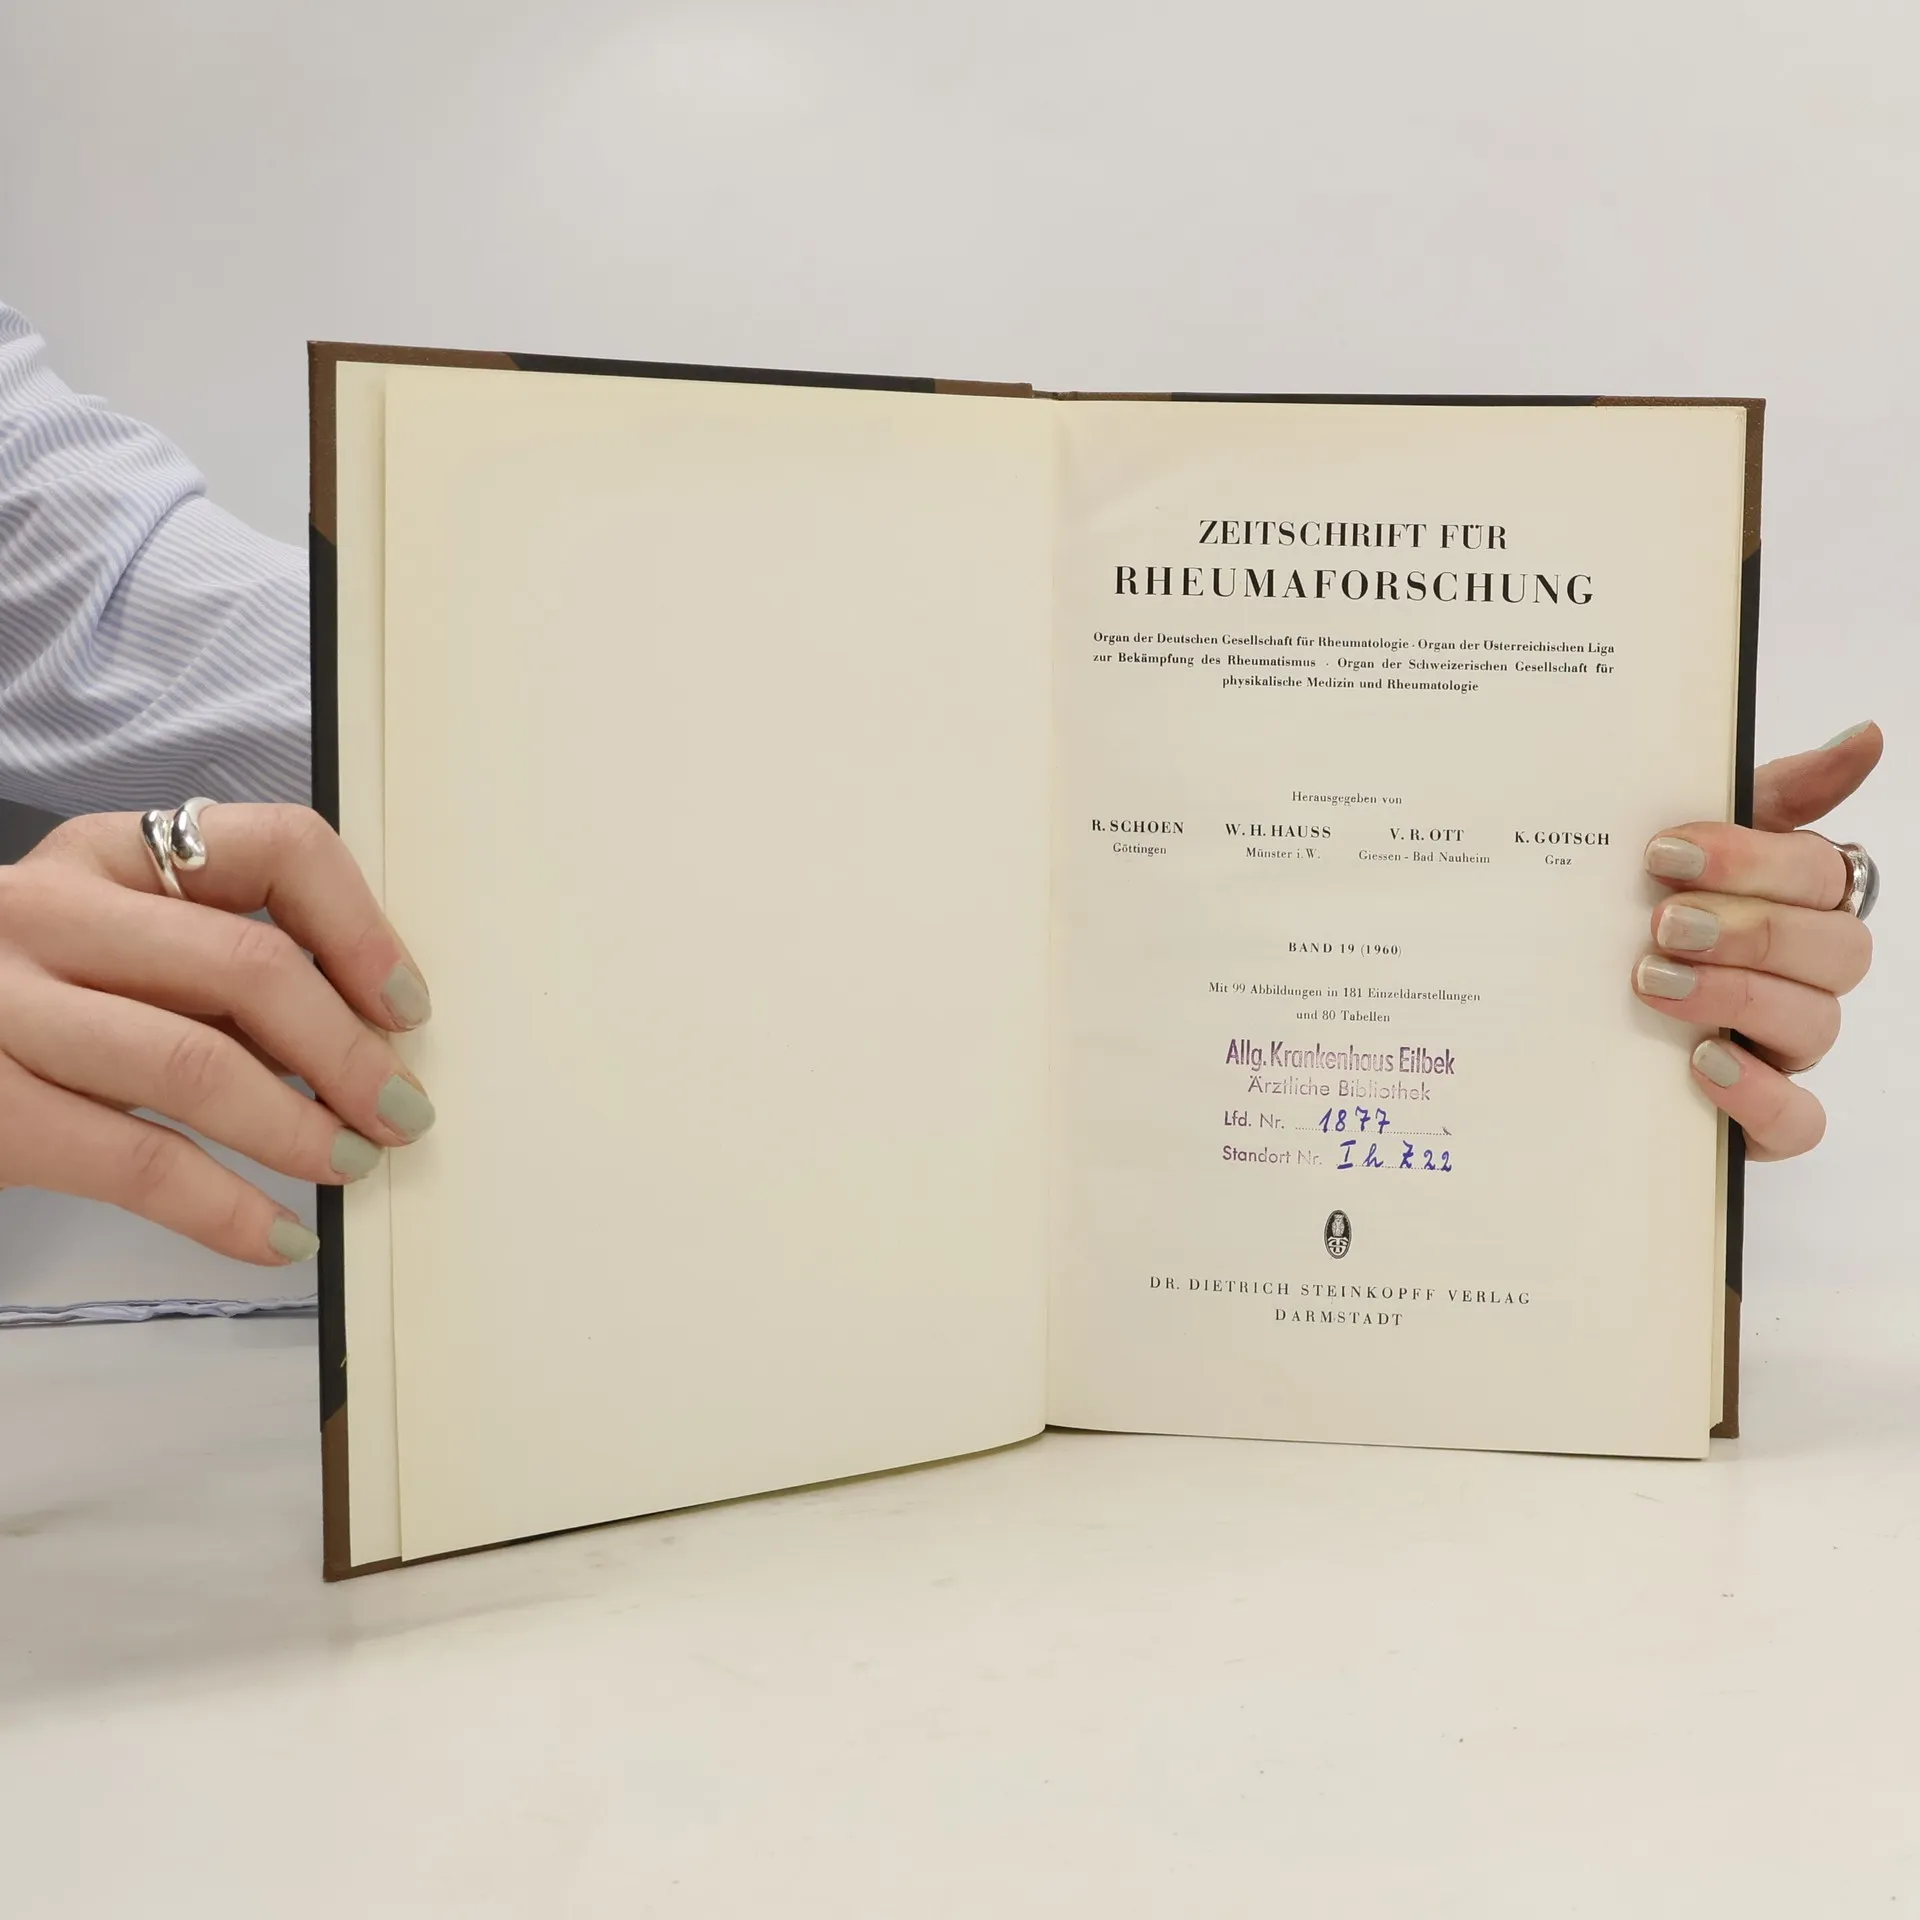 ZEITSCHRIFT FÜR
RHEUMAFORSCHUNG
Organ der Deutschen Gesellschaft für Rheumatologie · Organ der Österreichischen Liga
zur Bekämpfung des Rheumatismus · Organ der Schweizerischen Gesellschaft für
physikalische Medizin und Rheumatologie
Herausgegeben von
R. SCHOEN W. H. HAUSS V. R. OTT K. GOTSCH
Göttingen Münster i. W. Giessen - Bad Nauheim Graz
BAND 19 (1960)
Mit 99 Abbildungen in 181 Einzeldarstellungen
und 80 Tabellen
Allg. Krankenhaus Eilbek
Ärztliche Bibliothek
Lfd. Nr. 1877
Standort Nr. I h Z 22
DR. DIETRICH STEINKOPFF VERLAG
DARMSTADT